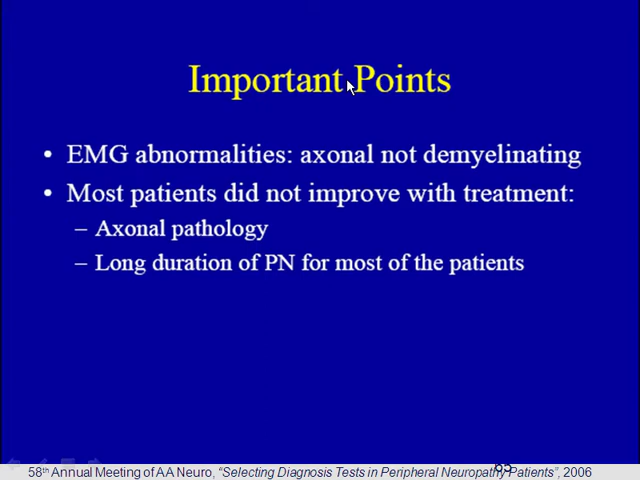 Important Points
• EMG abnormalities: axonal not demyelinating
• Most patients did not improve with treatment:
– Axonal pathology
– Long duration of PN for most of the patients
65
58th Annual Meeting of AA Neuro, “Selecting Diagnosis Tests in Peripheral Neuropathy Patients”, 2006